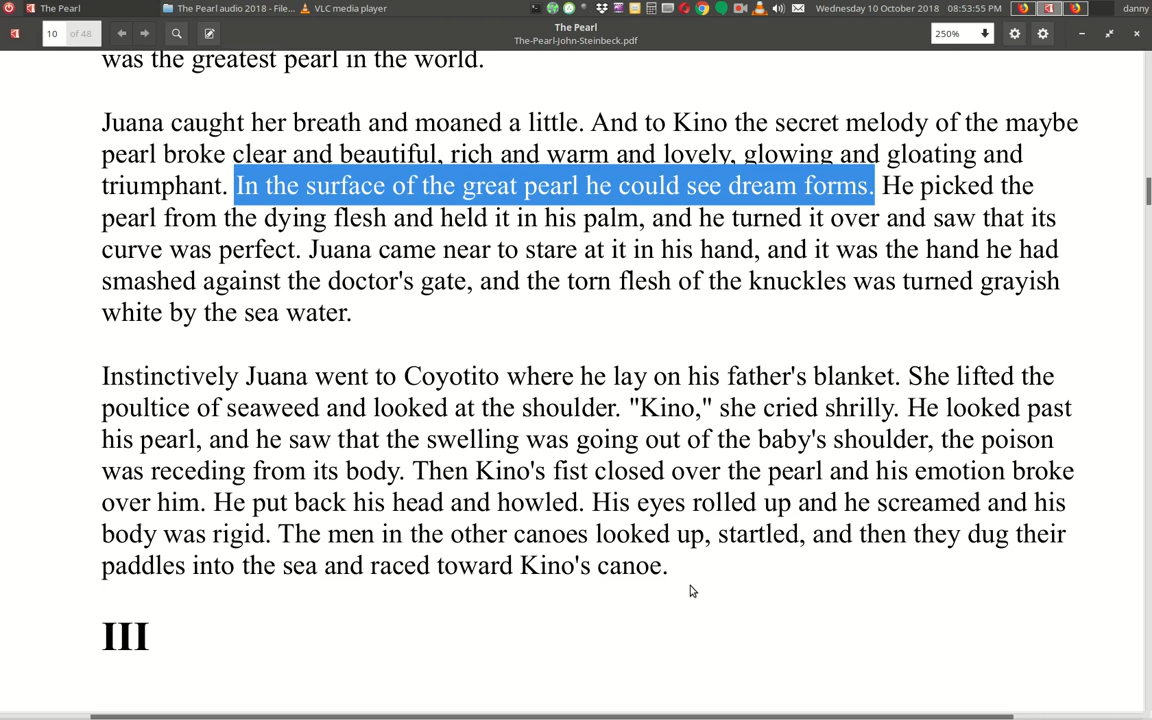 The Pearl
The Pearl audio 2018 - File...
VLC media player
Wednesday 10 October 2018 08:53:55 PM
danny
10 of 48
The Pearl
The-Pearl-John-Steinbeck.pdf
250%
was the greatest pearl in the world.
Juana caught her breath and moaned a little. And to Kino the secret melody of the maybe
pearl broke clear and beautiful, rich and warm and lovely, glowing and gloating and
triumphant. In the surface of the great pearl he could see dream forms. He picked the
pearl from the dying flesh and held it in his palm, and he turned it over and saw that its
curve was perfect. Juana came near to stare at it in his hand, and it was the hand he had
smashed against the doctor's gate, and the torn flesh of the knuckles was turned grayish
white by the sea water.
Instinctively Juana went to Coyotito where he lay on his father's blanket. She lifted the
poultice of seaweed and looked at the shoulder. "Kino," she cried shrilly. He looked past
his pearl, and he saw that the swelling was going out of the baby's shoulder, the poison
was receding from its body. Then Kino's fist closed over the pearl and his emotion broke
over him. He put back his head and howled. His eyes rolled up and he screamed and his
body was rigid. The men in the other canoes looked up, startled, and then they dug their
paddles into the sea and raced toward Kino's canoe.
III